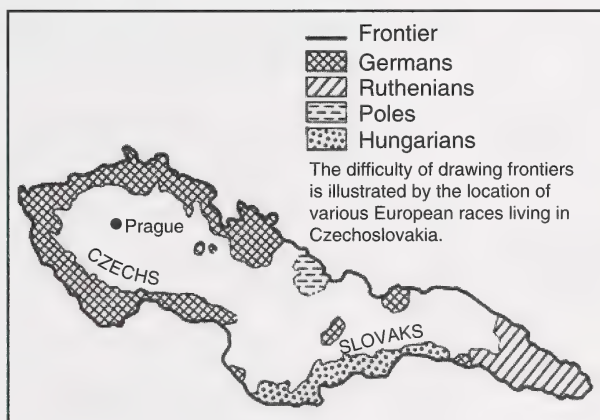 Frontier
Germans
Ruthenians
Poles
Hungarians
The difficulty of drawing frontiers
is illustrated by the location of
various European races living in
Czechoslovakia.
Prague
CZECHS
SLOVAKS